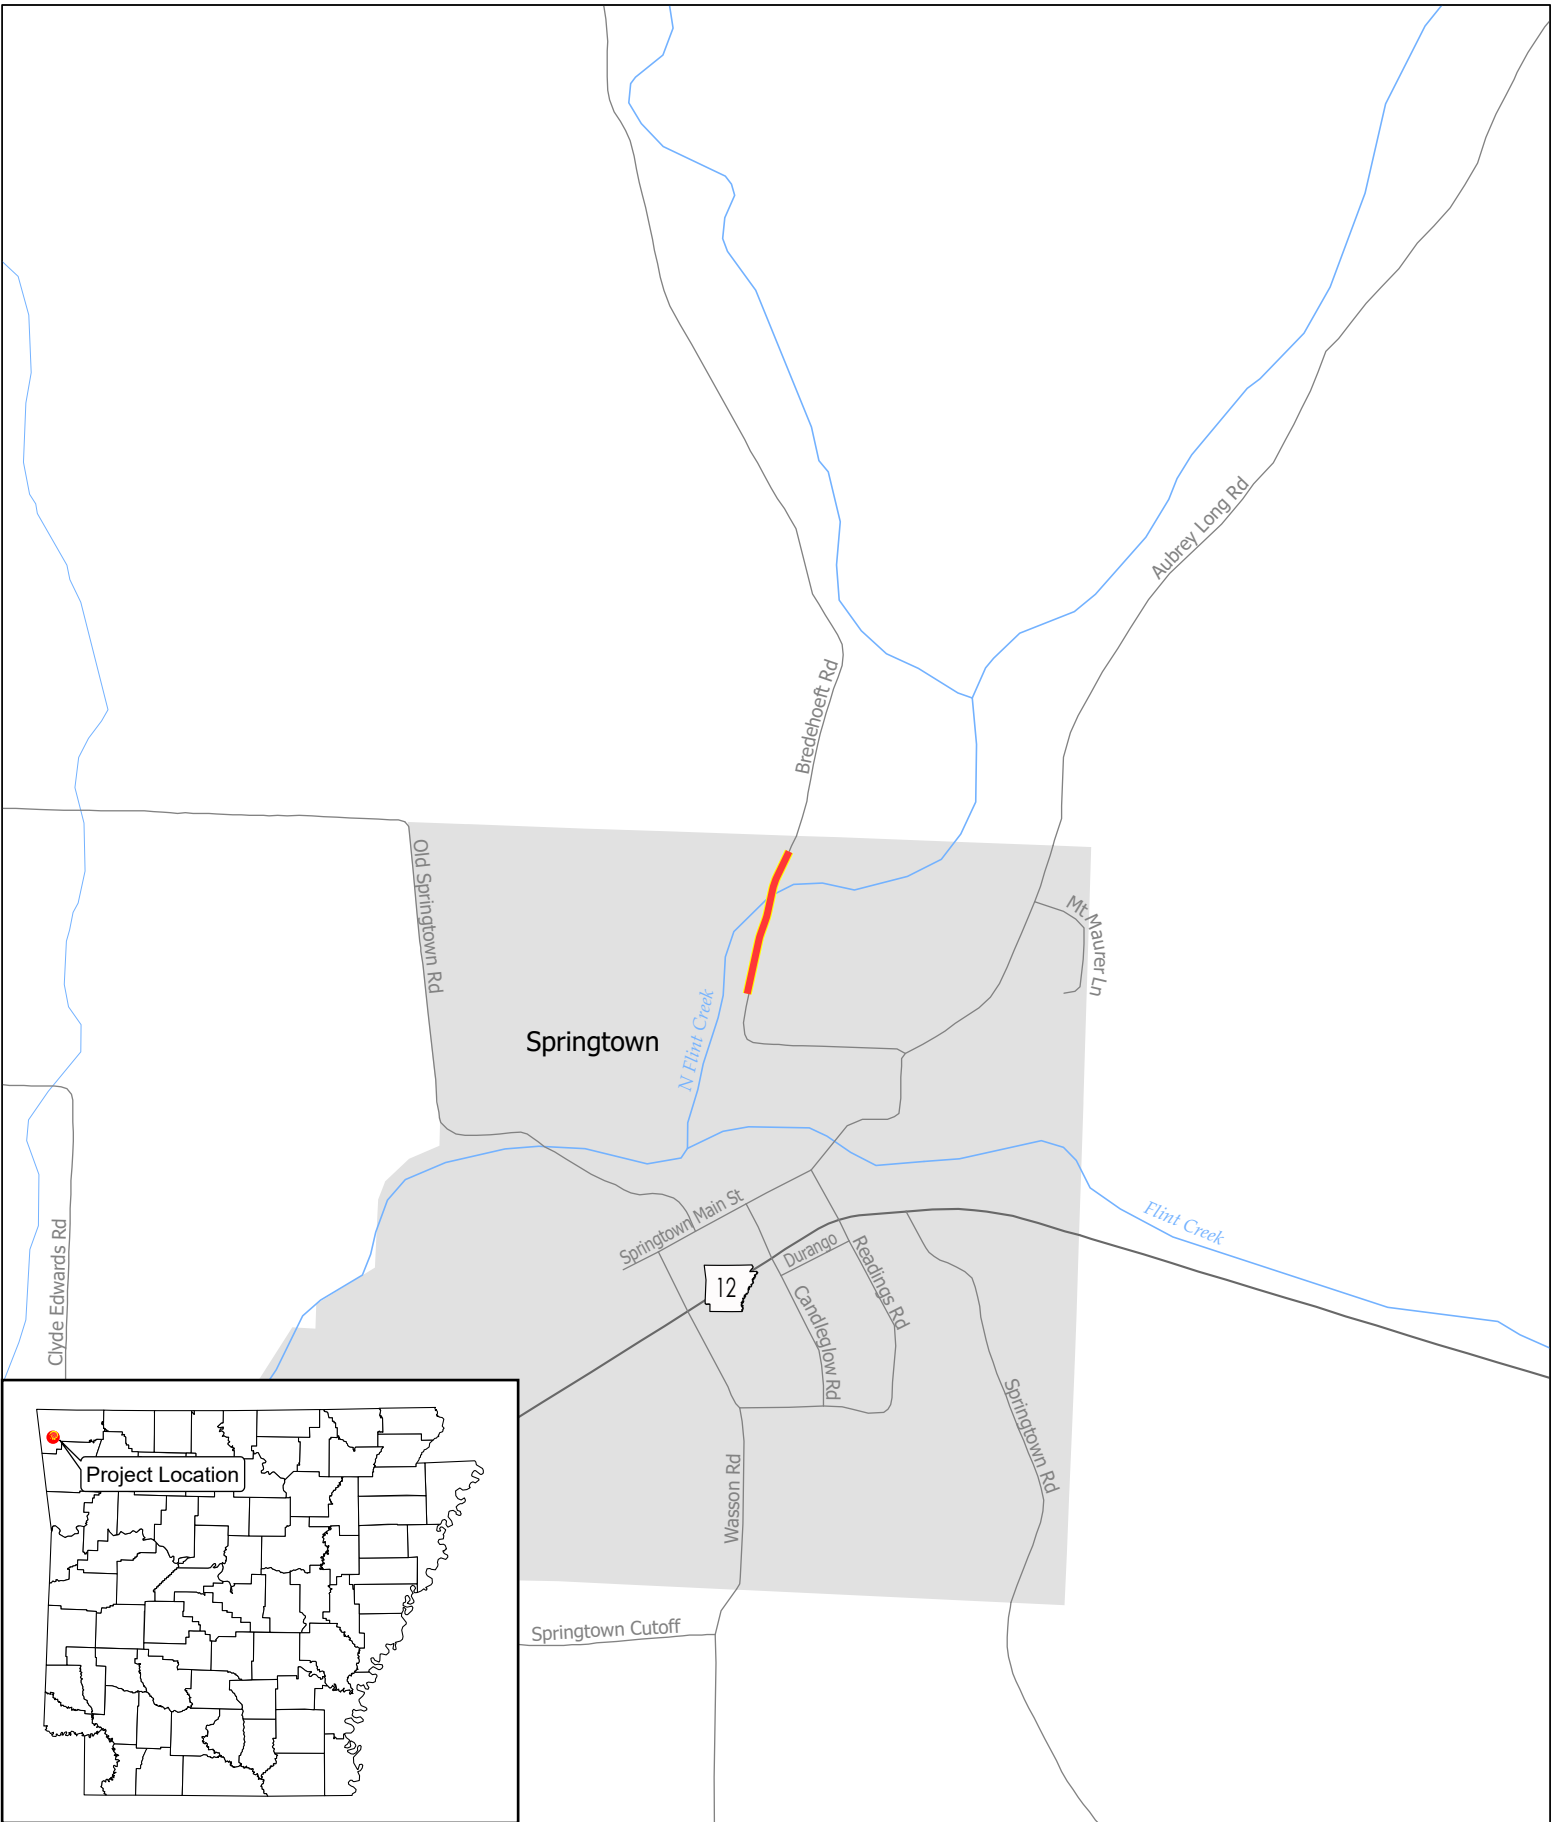 Aubrey Long Rd
Bredehoeft Rd
Old Springtown Rd
Mt Maurer Ln
N Flint Creek
Springtown
Springtown Main St
Flint Creek
Clyde Edwards Rd
Durango
Readings Rd
12
Candleglow Rd
Springtown Rd
Project Location
Wasson Rd
Springtown Cutoff